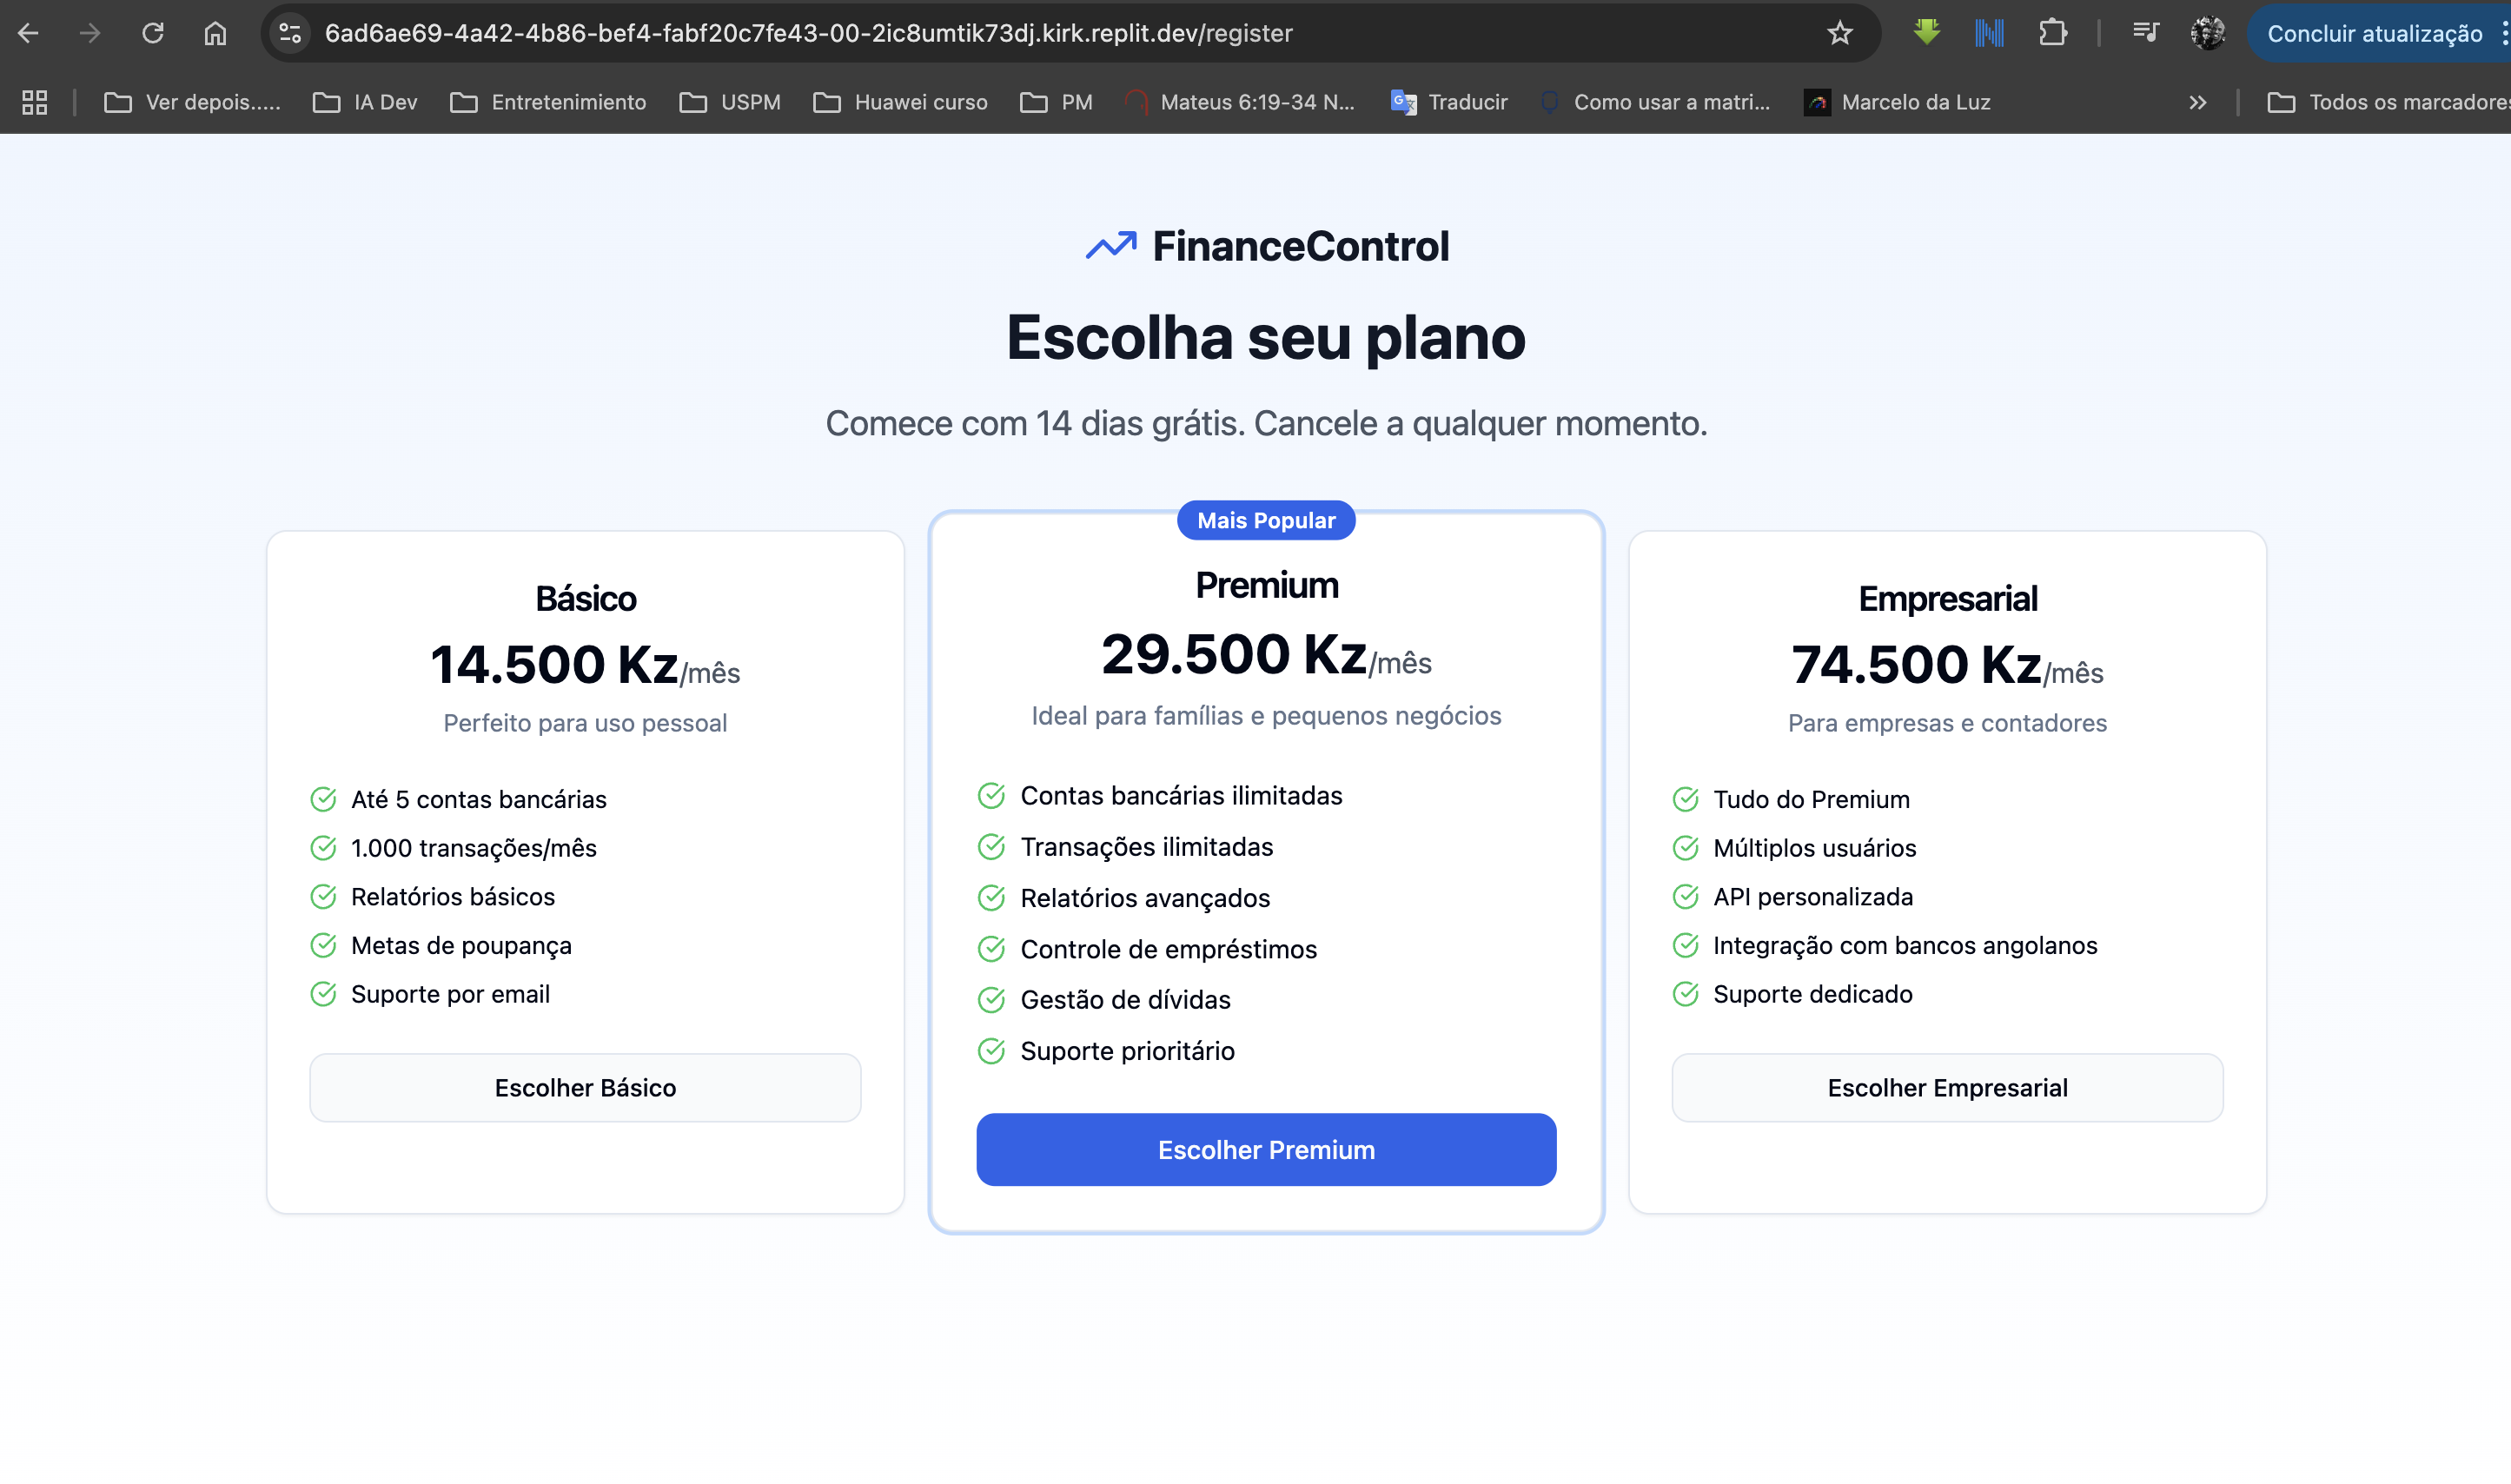 6ad6ae69-4a42-4b86-bef4-fabf20c7fe43-00-2ic8umtik73dj.kirk.replit.dev/register
Concluir atualização
Ver depois.....
IA Dev
Entretenimiento
USPM
Huawei curso
PM
Mateus 6:19-34 N...
Traducir
Como usar a matri...
Marcelo da Luz
Todos os marcadores
FinanceControl
Escolha seu plano
Comece com 14 dias grátis. Cancele a qualquer momento.
Básico
14.500 Kz/mês
Perfeito para uso pessoal
Até 5 contas bancárias
1.000 transações/mês
Relatórios básicos
Metas de poupança
Suporte por email
Escolher Básico
Mais Popular
Premium
29.500 Kz/mês
Ideal para famílias e pequenos negócios
Contas bancárias ilimitadas
Transações ilimitadas
Relatórios avançados
Controle de empréstimos
Gestão de dívidas
Suporte prioritário
Escolher Premium
Empresarial
74.500 Kz/mês
Para empresas e contadores
Tudo do Premium
Múltiplos usuários
API personalizada
Integração com bancos angolanos
Suporte dedicado
Escolher Empresarial